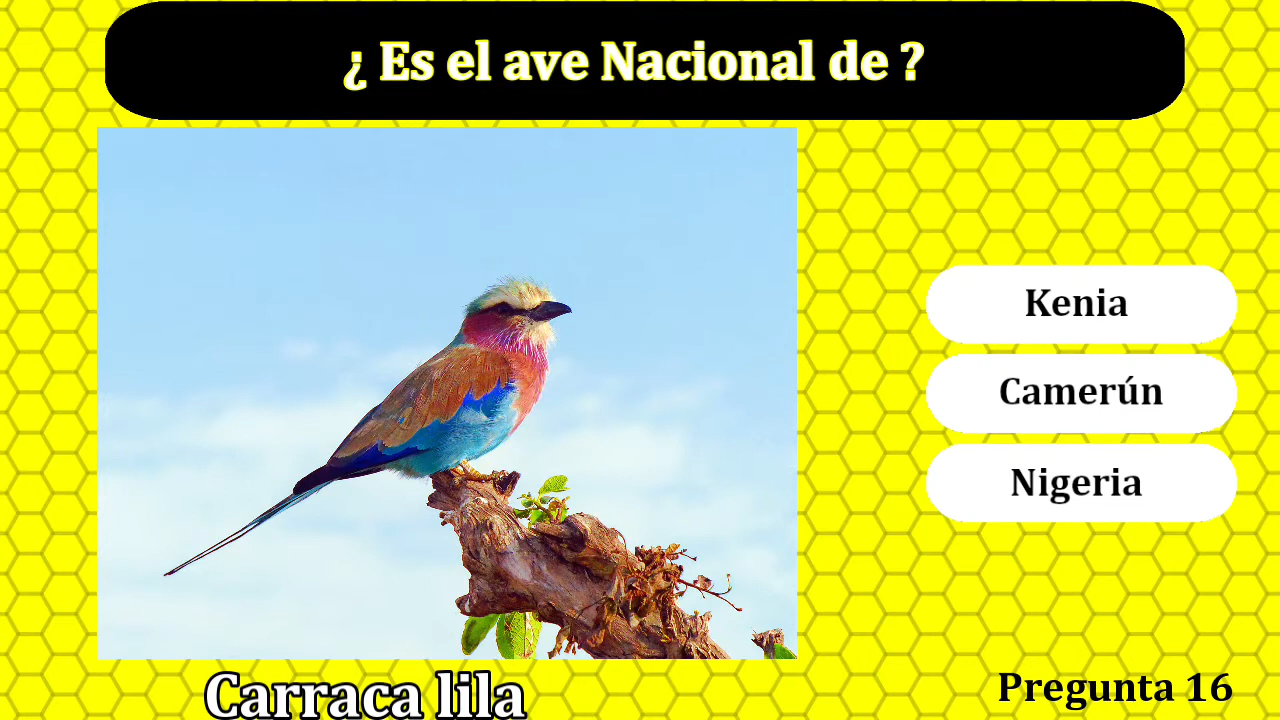 ¿ Es el ave Nacional de ?
Kenia
Camerún
Nigeria
Carraca lila
Pregunta 16